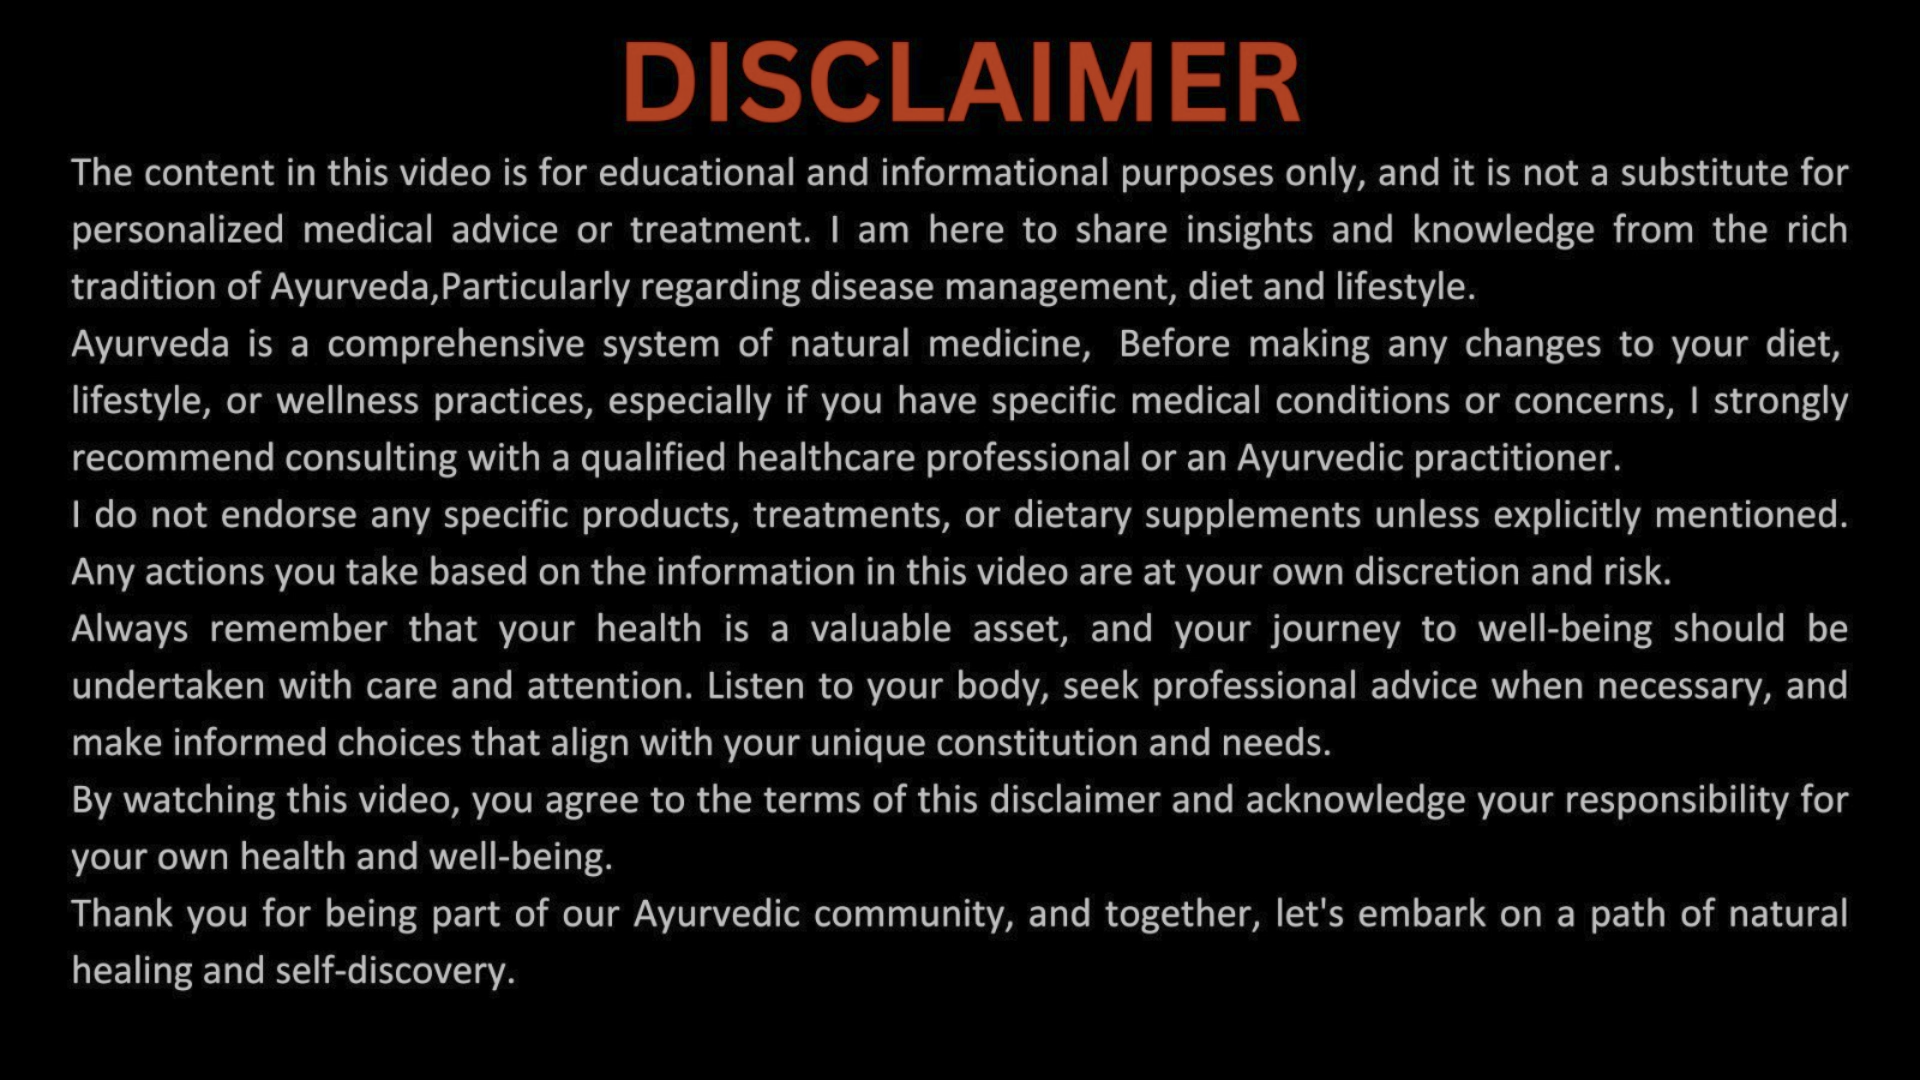 DISCLAIMER
The content in this video is for educational and informational purposes only, and it is not a substitute for
personalized medical advice or treatment. I am here to share insights and knowledge from the rich
tradition of Ayurveda,Particularly regarding disease management, diet and lifestyle.
Ayurveda is a comprehensive system of natural medicine, Before making any changes to your diet,
lifestyle, or wellness practices, especially if you have specific medical conditions or concerns, I strongly
recommend consulting with a qualified healthcare professional or an Ayurvedic practitioner.
I do not endorse any specific products, treatments, or dietary supplements unless explicitly mentioned.
Any actions you take based on the information in this video are at your own discretion and risk.
Always remember that your health is a valuable asset, and your journey to well-being should be
undertaken with care and attention. Listen to your body, seek professional advice when necessary, and
make informed choices that align with your unique constitution and needs.
By watching this video, you agree to the terms of this disclaimer and acknowledge your responsibility for
your own health and well-being.
Thank you for being part of our Ayurvedic community, and together, let's embark on a path of natural
healing and self-discovery.